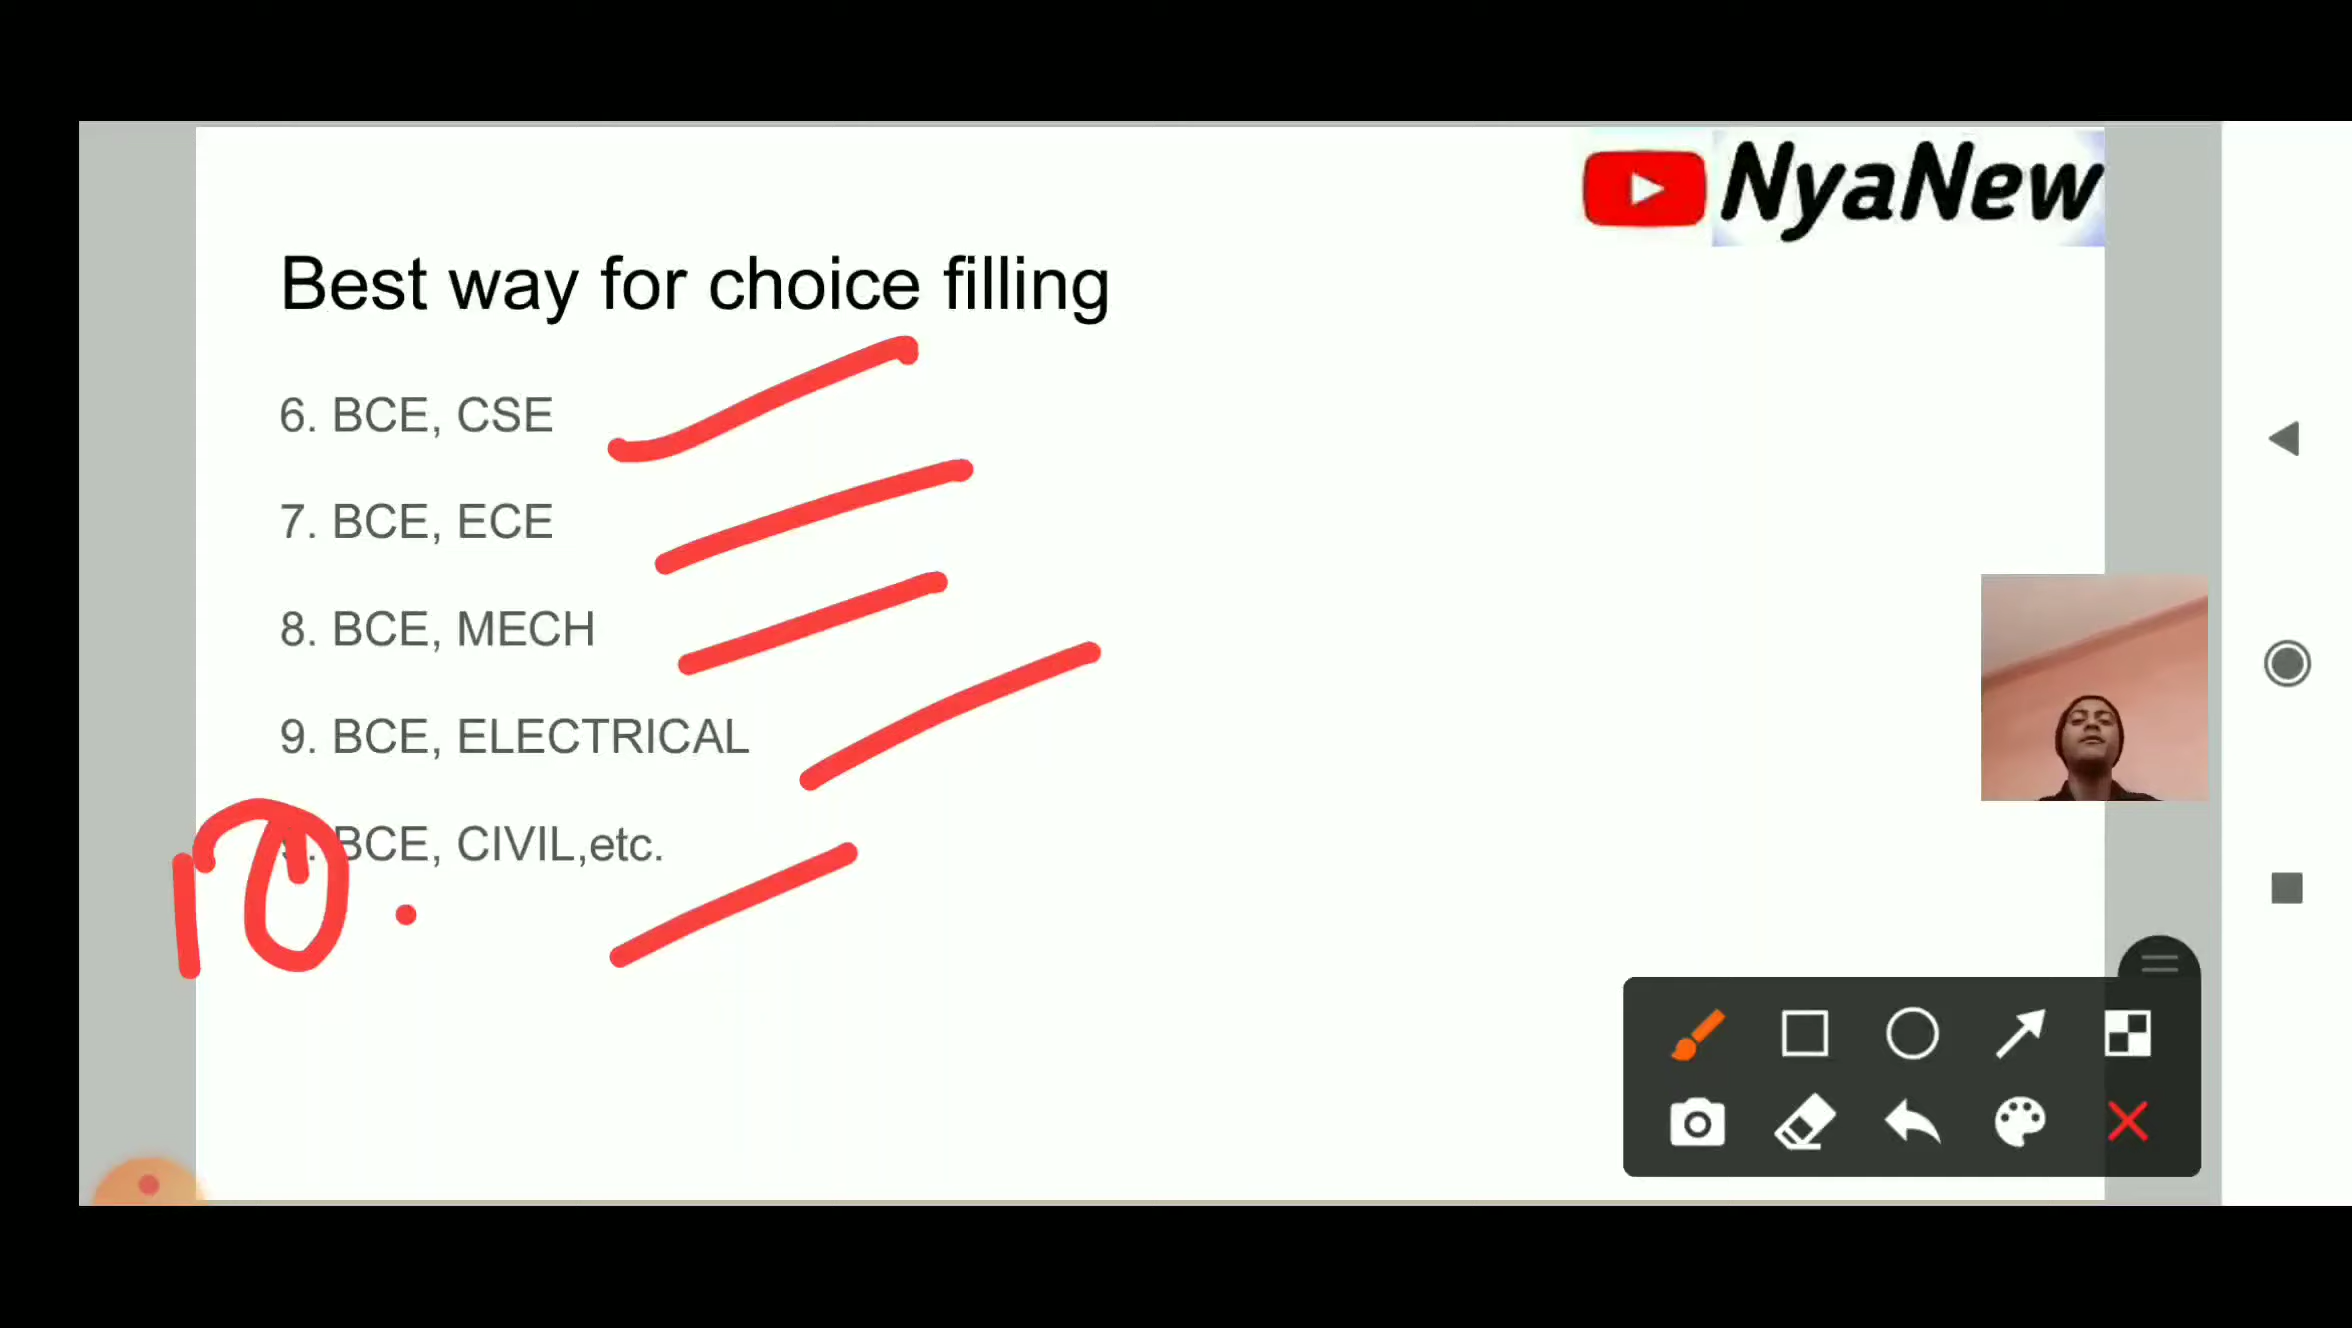 NyaNew
Best way for choice filling
6. BCE, CSE
7. BCE, ECE
8. BCE, MECH
9. BCE, ELECTRICAL
10. BCE, CIVIL,etc.